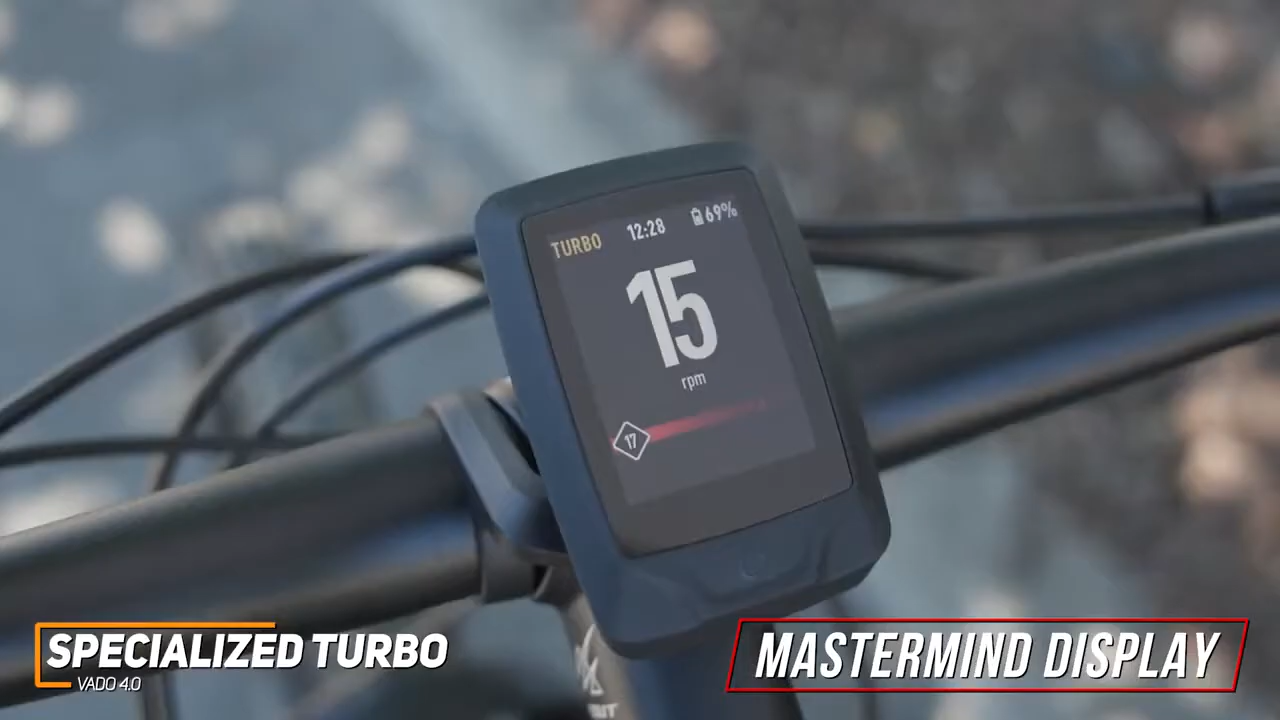 TURBO 12:28 69%
15
rpm
17
SPECIALIZED TURBO
VADO 4.0
MASTERMIND DISPLAY